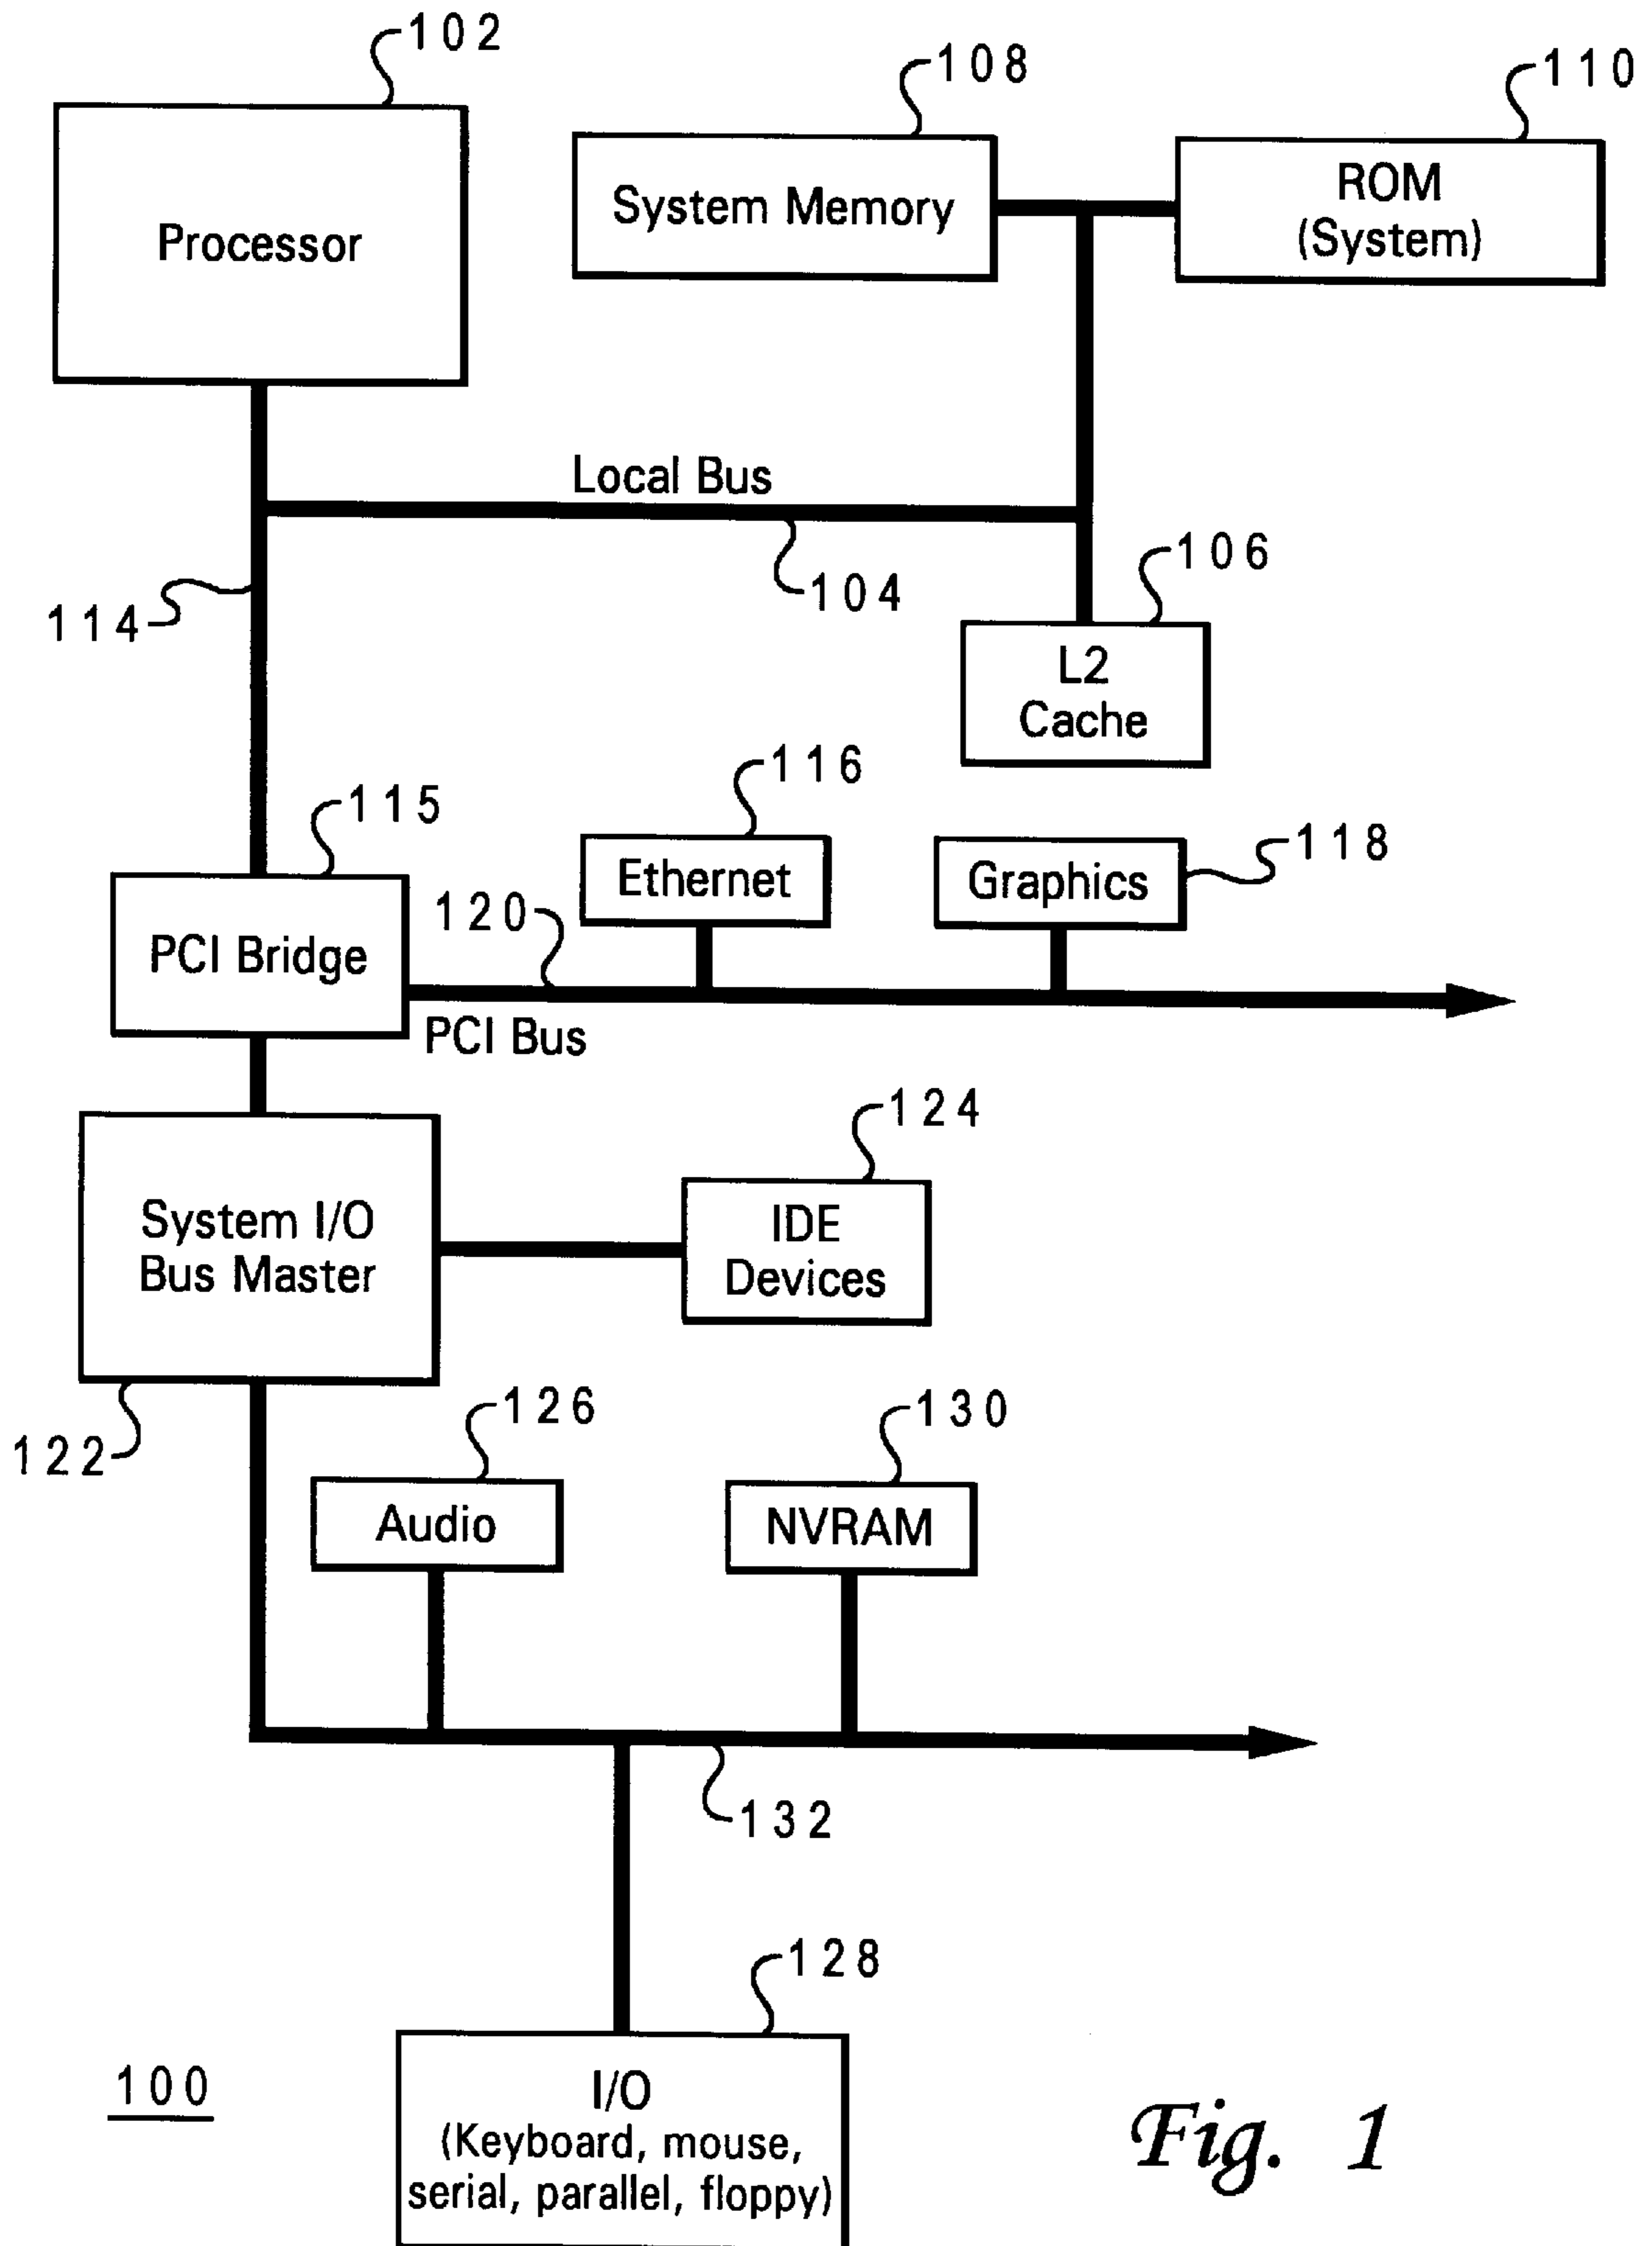 102
108
110
Processor
System Memory
ROM
(System)
Local Bus
104
106
114
L2
Cache
116
115
118
Ethernet
Graphics
120
PCI Bridge
PCI Bus
124
System I/O
Bus Master
IDE
Devices
126
130
122
Audio
NVRAM
132
128
100
I/O
(Keyboard, mouse,
serial, parallel, floppy)
Fig. 1